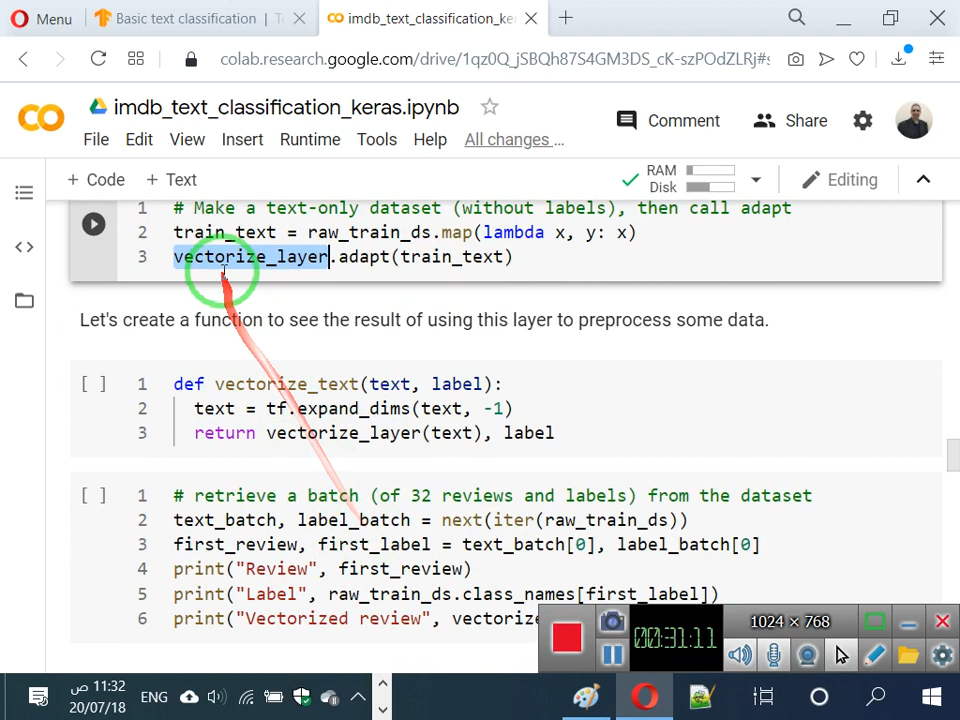 Menu
Basic text classification | T
imdb_text_classification_ke
colab.research.google.com/drive/1qz0Q_jSBQh87S4GM3DS_cK-szPOdZLRj#s
imdb_text_classification_keras.ipynb
Comment
Share
File Edit View Insert Runtime Tools Help All changes …
+ Code + Text
RAM
Disk
Editing
1 # Make a text-only dataset (without labels), then call adapt
2 train_text = raw_train_ds.map(lambda x, y: x)
3 vectorize_layer.adapt(train_text)
Let's create a function to see the result of using this layer to preprocess some data.
[ ] 1 def vectorize_text(text, label):
2 text = tf.expand_dims(text, -1)
3 return vectorize_layer(text), label
[ ] 1 # retrieve a batch (of 32 reviews and labels) from the dataset
2 text_batch, label_batch = next(iter(raw_train_ds))
3 first_review, first_label = text_batch[0], label_batch[0]
4 print("Review", first_review)
5 print("Label", raw_train_ds.class_names[first_label])
6 print("Vectorized review", vectorize
00:31:11
1024 × 768
11:32 ص
20/07/18
ENG